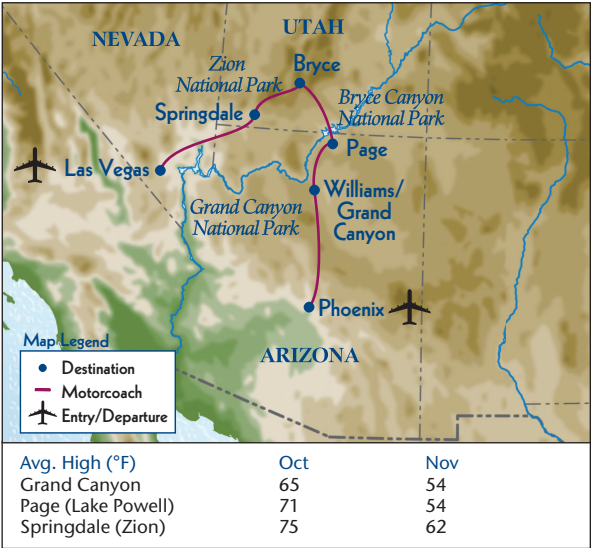 NEVADA
UTAH
Zion
National Park
Bryce
Bryce Canyon
National Park
Springdale
Page
Las Vegas
Williams/
Grand
Canyon
Grand Canyon
National Park
Phoenix
ARIZONA
Map Legend
Destination
Motorcoach
Entry/Departure
Avg. High (°F) Oct Nov
Grand Canyon 65 54
Page (Lake Powell) 71 54
Springdale (Zion) 75 62